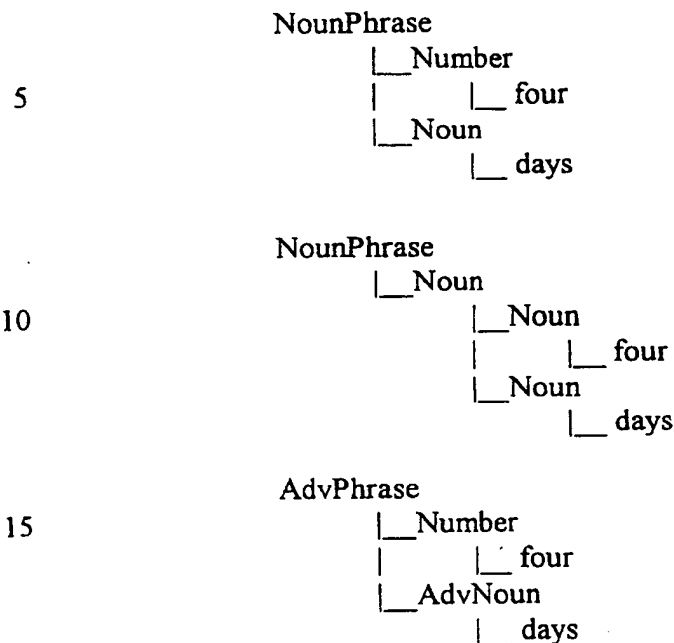 NounPhrase
|__Number
5 | |__ four
|__Noun
|__ days
NounPhrase
|__Noun
10 |__Noun
| |__ four
|__Noun
|__ days
AdvPhrase
15 |__Number
| |__ four
|__AdvNoun
| days